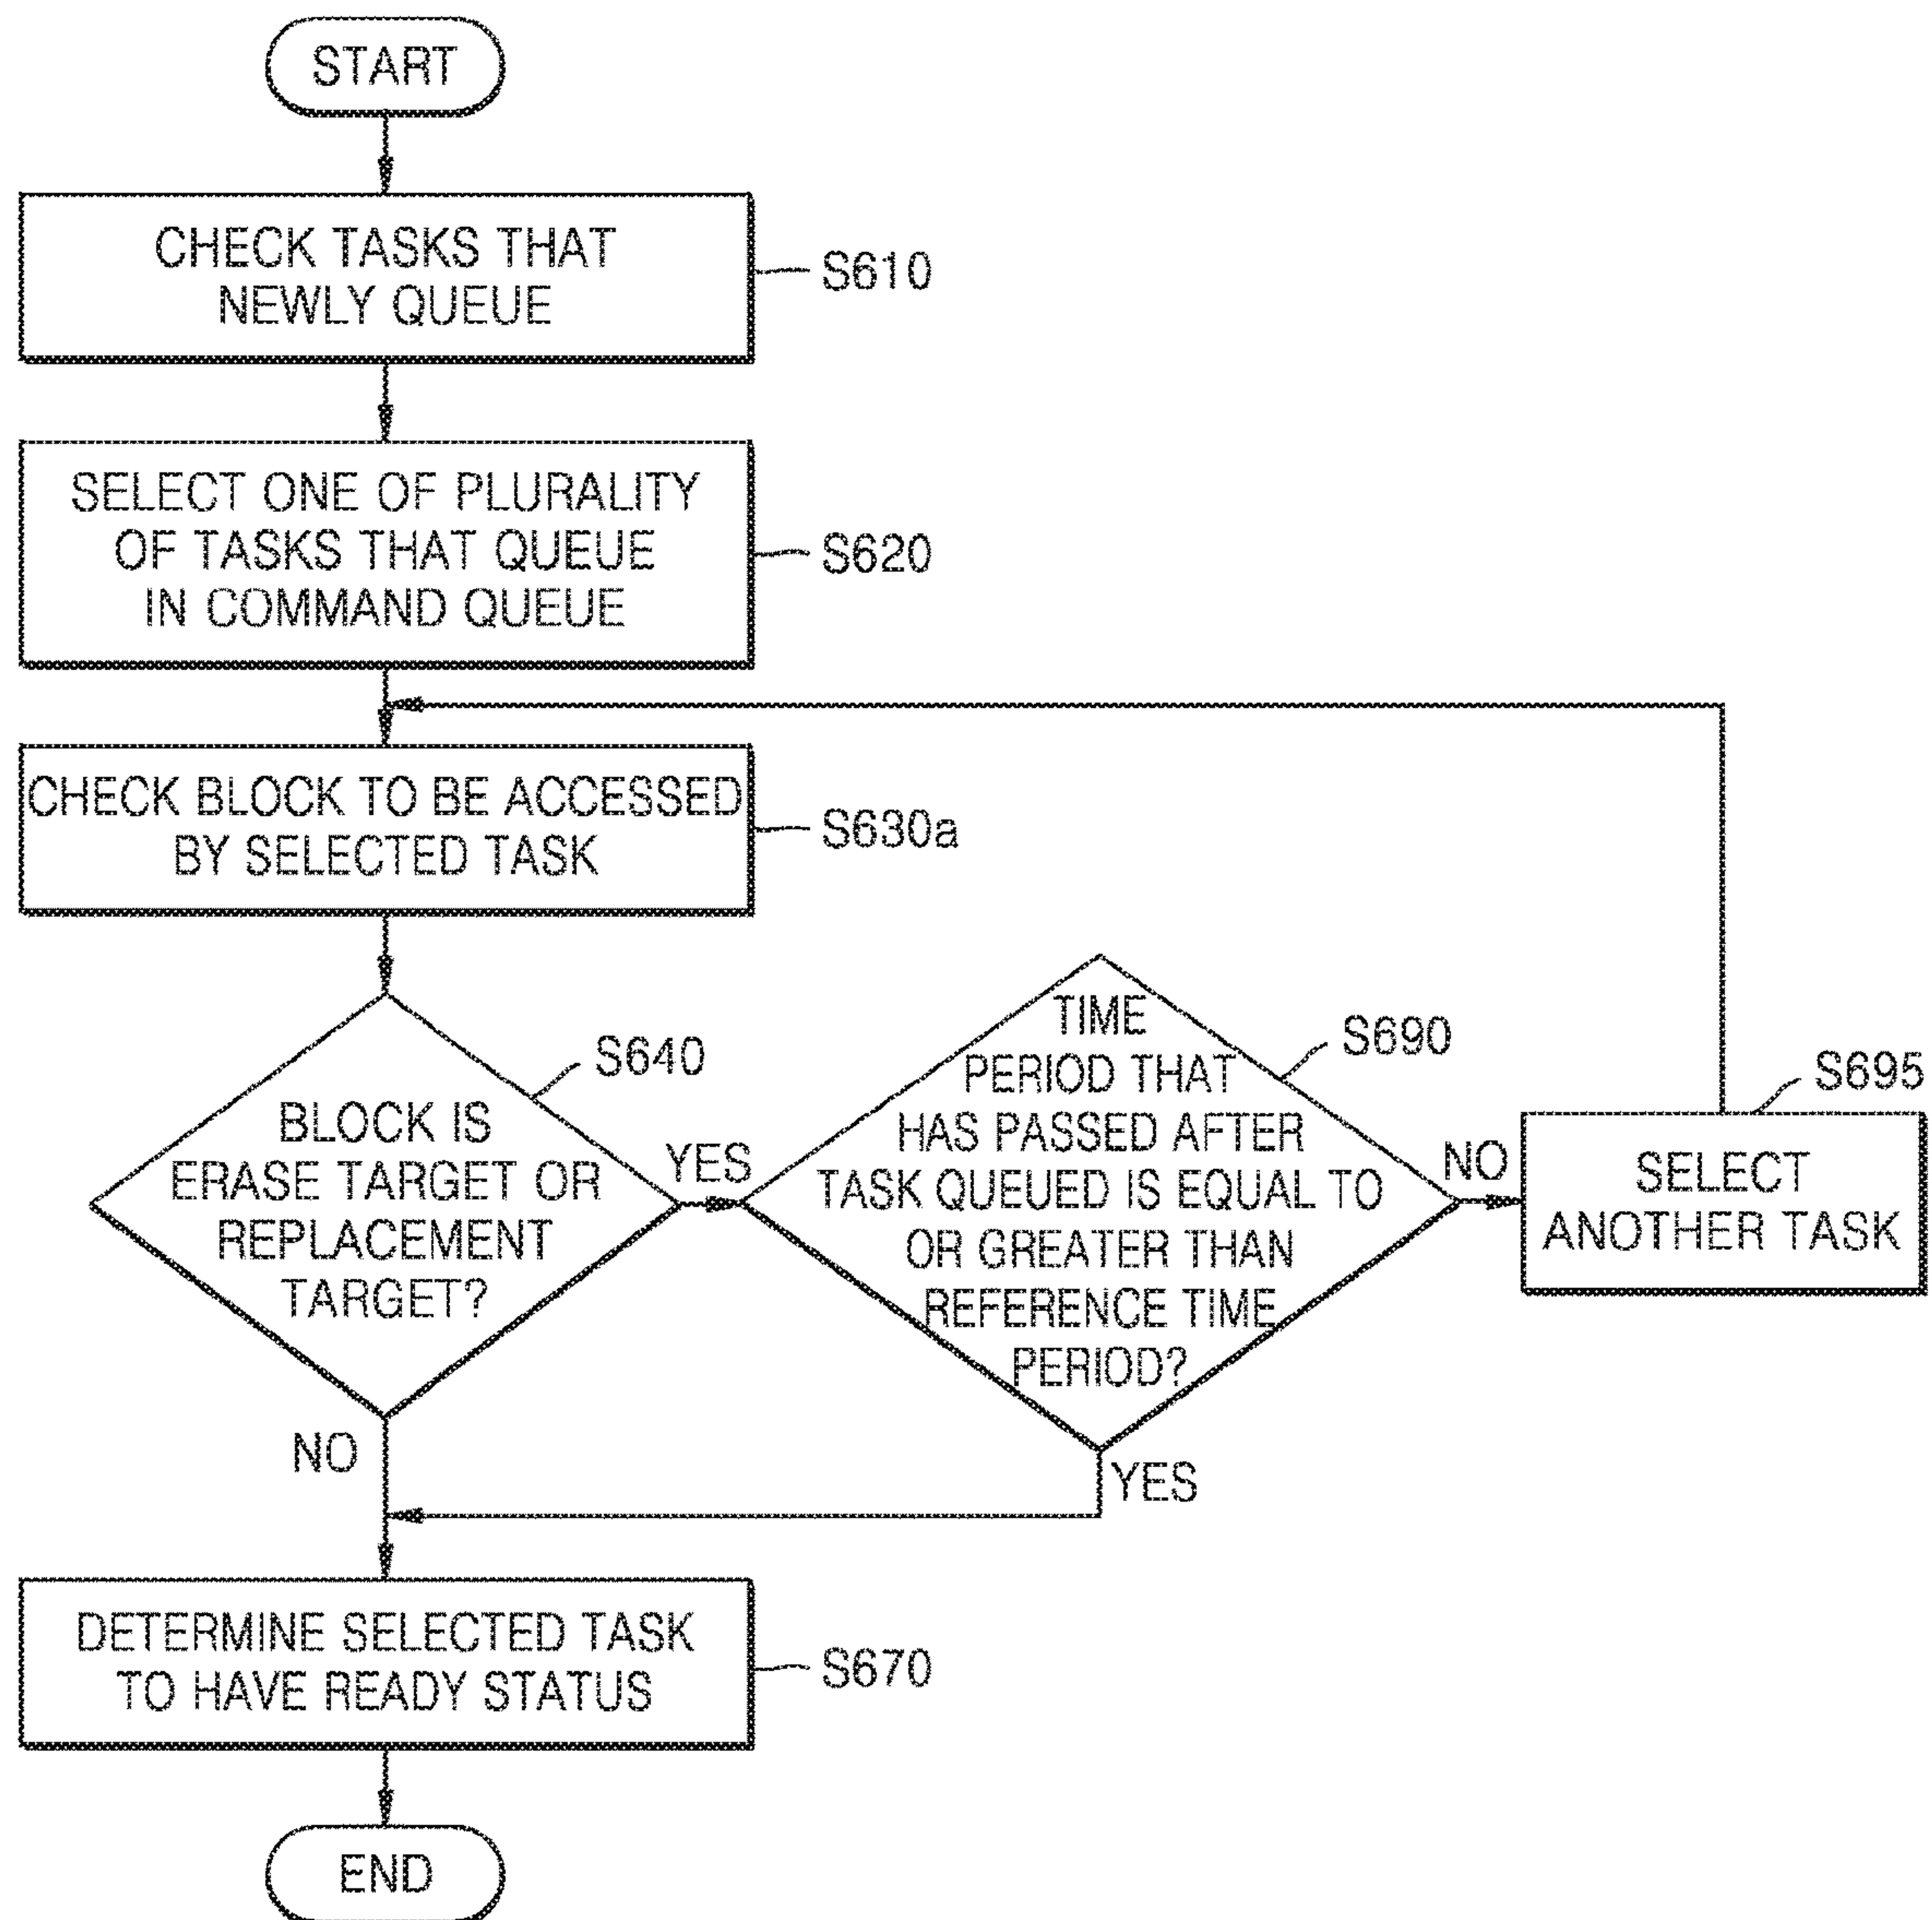 START
CHECK TASKS THAT
NEWLY QUEUE
S610
SELECT ONE OF PLURALITY
OF TASKS THAT QUEUE
IN COMMAND QUEUE
S620
CHECK BLOCK TO BE ACCESSED
BY SELECTED TASK
S630a
S640
BLOCK IS
ERASE TARGET OR
REPLACEMENT
TARGET?
YES
NO
S690
TIME
PERIOD THAT
HAS PASSED AFTER
TASK QUEUED IS EQUAL TO
OR GREATER THAN
REFERENCE TIME
PERIOD?
NO
YES
S695
SELECT
ANOTHER TASK
DETERMINE SELECTED TASK
TO HAVE READY STATUS
S670
END